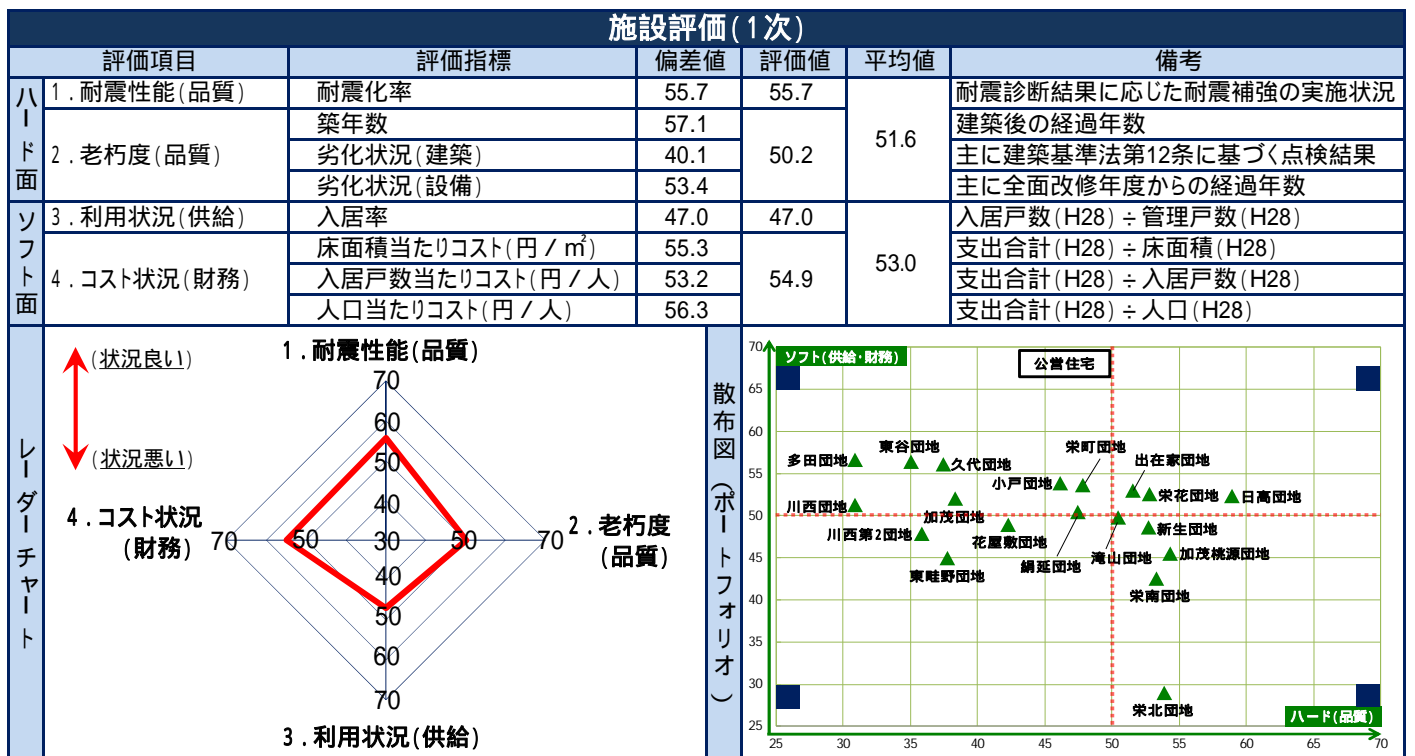 施設評価(1次)
評価項目 評価指標 偏差値 評価値 平均値 備考
ハード面 1.耐震性能(品質) 耐震化率 55.7 55.7 51.6 耐震診断結果に応じた耐震補強の実施状況
2.老朽度(品質) 築年数 57.1 50.2 建築後の経過年数
劣化状況(建築) 40.1 主に建築基準法第12条に基づく点検結果
劣化状況(設備) 53.4 主に全面改修年度からの経過年数
ソフト面 3.利用状況(供給) 入居率 47.0 47.0 53.0 入居戸数(H28)÷管理戸数(H28)
4.コスト状況(財務) 床面積当たりコスト(円/㎡) 55.3 54.9 支出合計(H28)÷床面積(H28)
入居戸数当たりコスト(円/人) 53.2 支出合計(H28)÷入居戸数(H28)
人口当たりコスト(円/人) 56.3 支出合計(H28)÷人口(H28)
レーダーチャート
(状況良い)
(状況悪い)
1.耐震性能(品質)
70
60
50
40
4.コスト状況
(財務)
70 50 30 50 70
2.老朽度
(品質)
40
50
60
70
3.利用状況(供給)
散布図(ポートフォリオ)
ソフト(供給・財務)
公営住宅
70
65
60
55
50
45
40
35
30
25
多田団地
東谷団地
久代団地
小戸団地
栄町団地
出在家団地
栄花団地
日高団地
川西団地
加茂団地
川西第2団地
花屋敷団地
絹延団地
滝山団地
新生団地
加茂桃源団地
東畦野団地
栄南団地
栄北団地
ハード(品質)
25 30 35 40 45 50 55 60 65 70